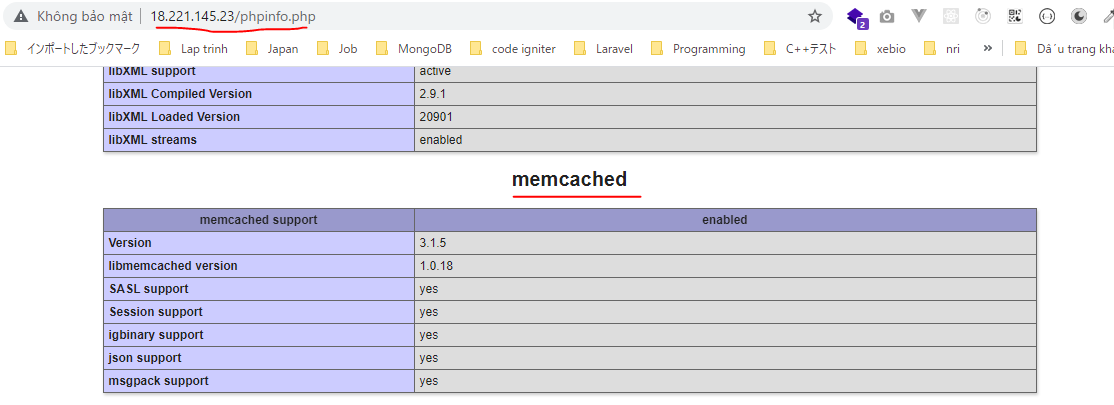 Không bảo mật | 18.221.145.23/phpinfo.php
2
インポートしたブックマーク Lap trinh Japan Job MongoDB code igniter Laravel Programming C++テスト xebio nri » Dấu trang khá
libXML support active
libXML Compiled Version 2.9.1
libXML Loaded Version 20901
libXML streams enabled
memcached
memcached support enabled
Version 3.1.5
libmemcached version 1.0.18
SASL support yes
Session support yes
igbinary support yes
json support yes
msgpack support yes